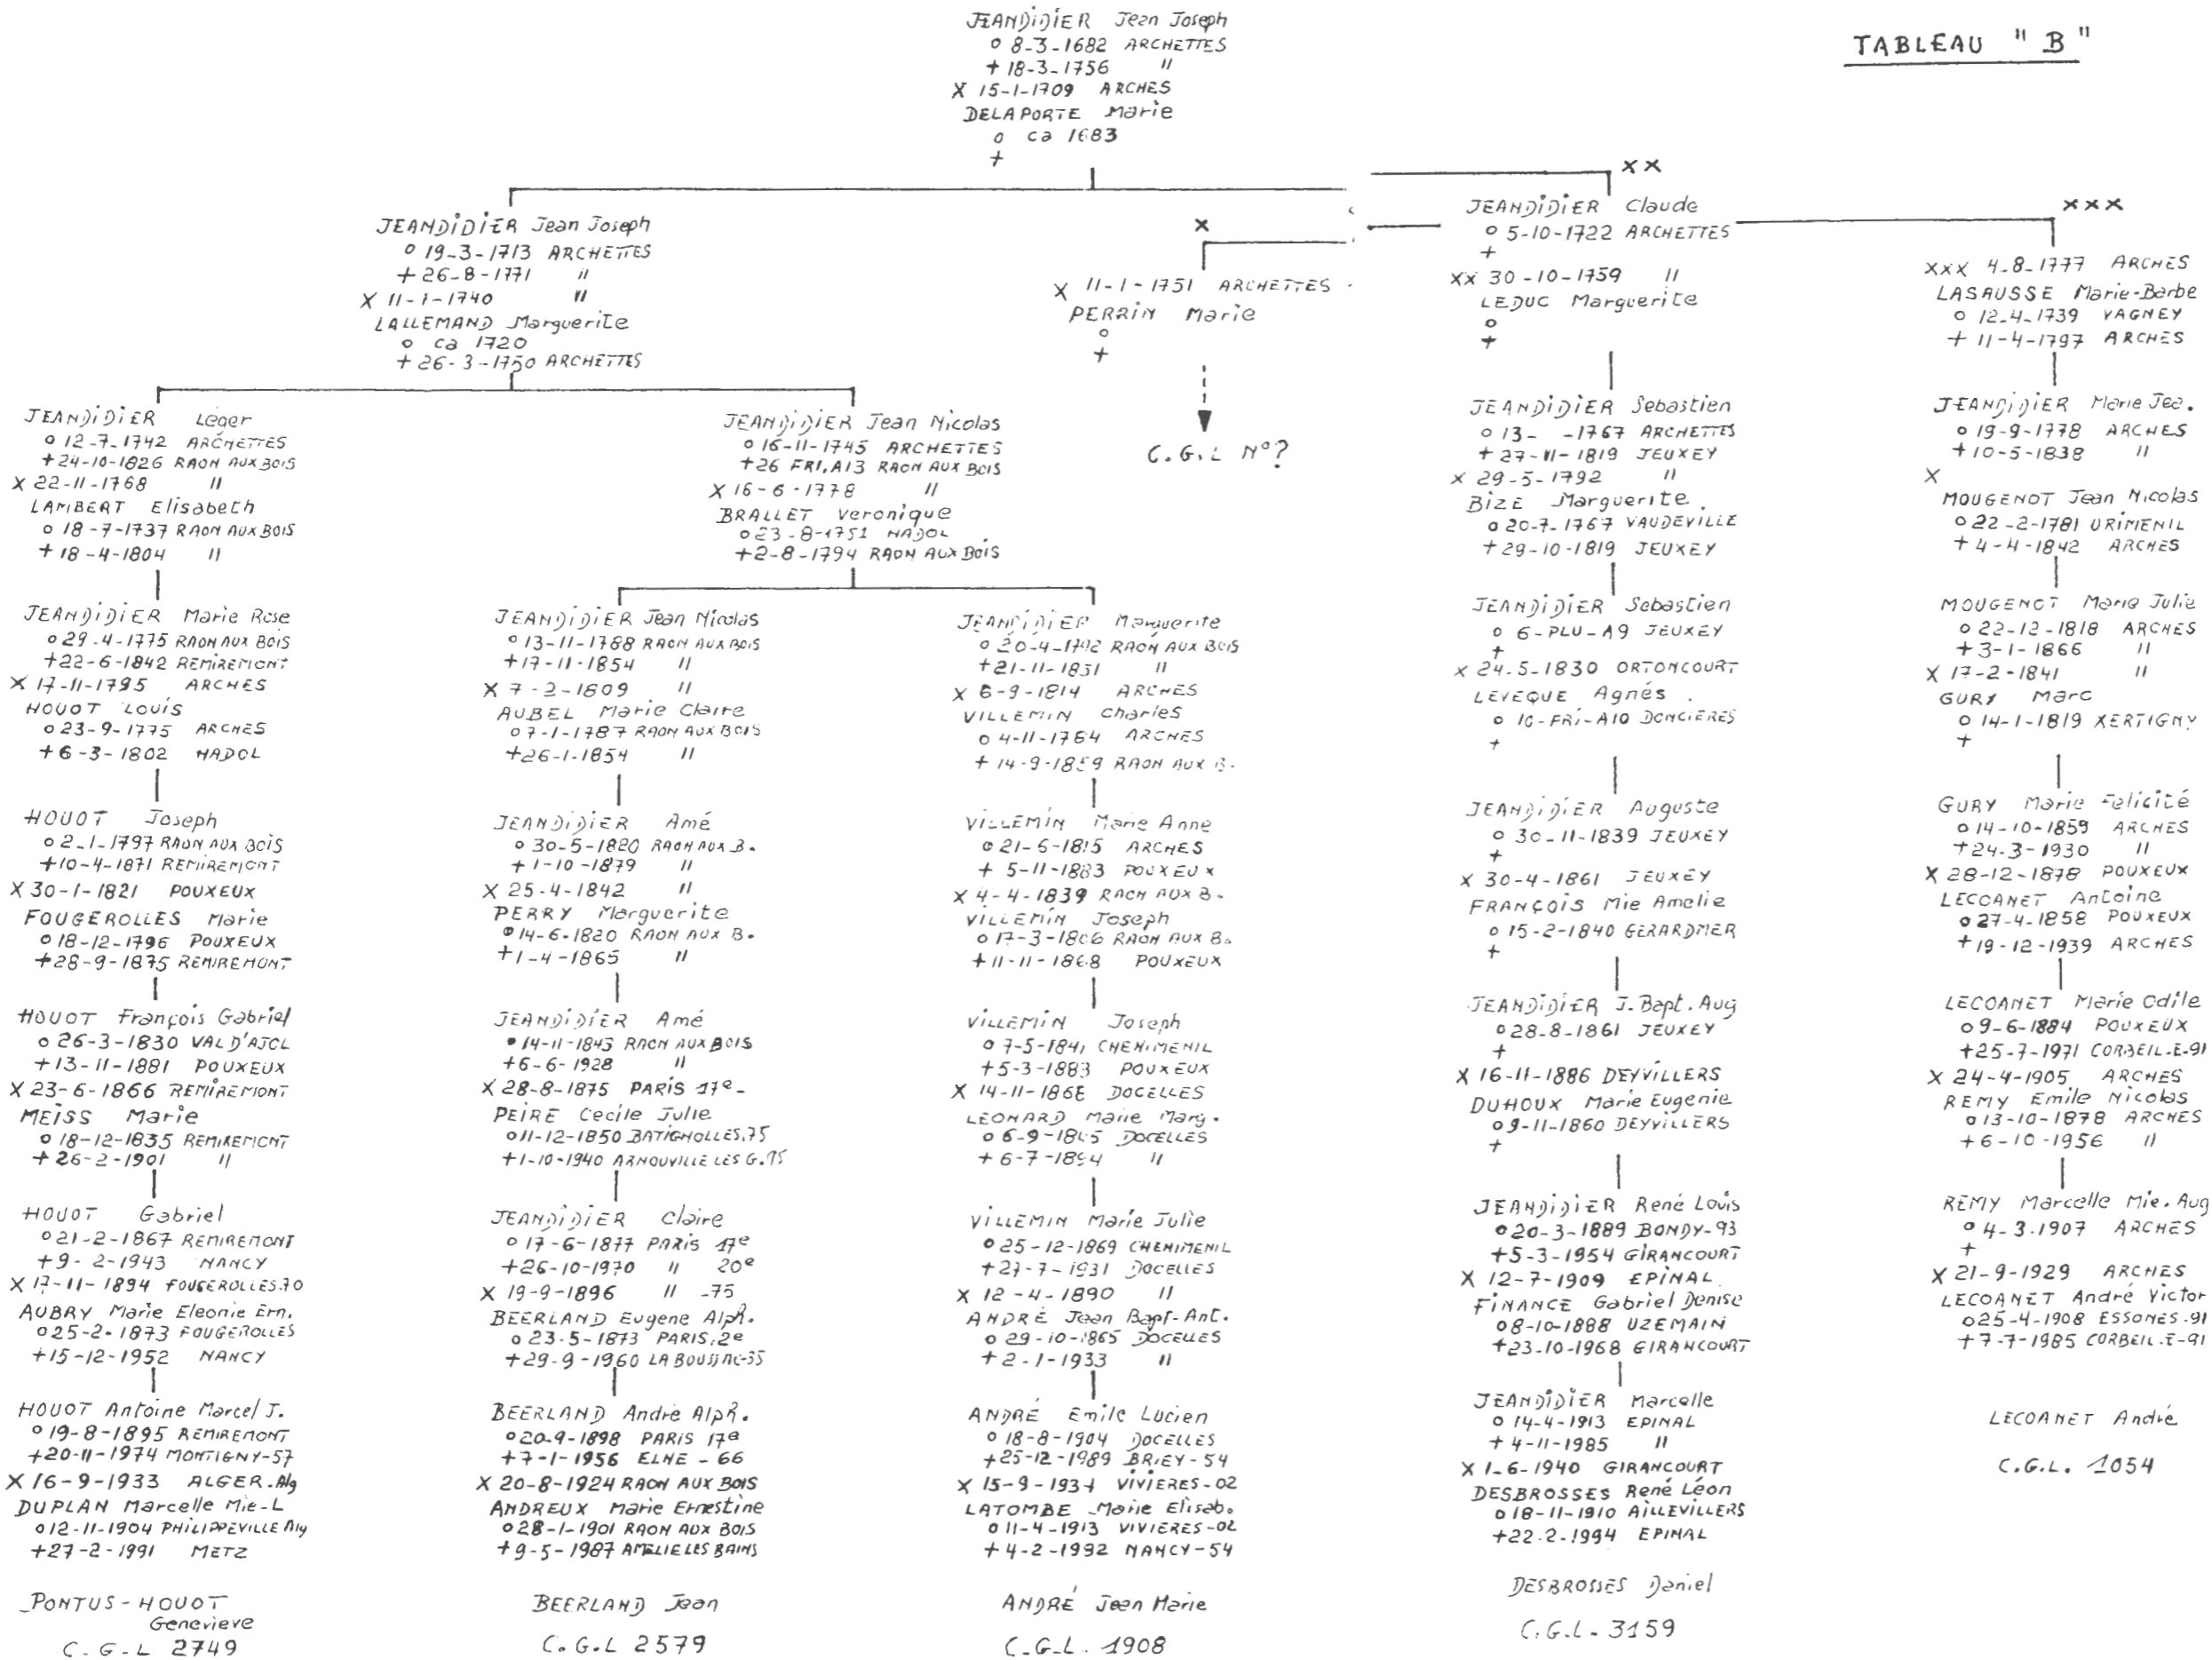 TABLEAU "B"
JEANDIDIER Jean Joseph
o 8-3-1682 ARCHETTES
+ 18-3-1756 "
X 15-1-1709 ARCHES
DELAPORTE Marie
o ca 1683
+
JEANDIDIER Jean Joseph
o 19-3-1713 ARCHETTES
+ 26-8-1771 "
X 11-1-1740 "
LALLEMAND Marguerite
o ca 1720
+ 26-3-1750 ARCHETTES
X
X 11-1-1751 ARCHETTES
PERRIN Marie
o
+
C.G.L N°?
XX
JEANDIDIER Claude
o 5-10-1722 ARCHETTES
+
XX 30-10-1759 "
LEDUC Marguerite
o
+
XXX
XXX 4-8-1777 ARCHES
LASAUSSE Marie-Barbe
o 12-4-1739 VAGNEY
+ 11-4-1797 ARCHES
JEANDIDIER Léger
o 12-7-1742 ARCHETTES
+24-10-1826 RAON AUX BOIS
X 22-11-1768 "
LAMBERT Elisabeth
o 18-7-1737 RAON AUX BOIS
+ 18-4-1804 "
JEANDIDIER Jean Nicolas
o 16-11-1745 ARCHETTES
+26 FRI.A13 RAON AUX BOIS
X 16-6-1778 "
BRALLET Veronique
o 23-8-1751 HADOL
+2-8-1794 RAON AUX BOIS
JEANDIDIER Sebastien
o 13- -1767 ARCHETTES
+ 27-11-1819 JEUXEY
X 29-5-1792 "
BIZE Marguerite
o 20-7-1767 VAUDEVILLE
+29-10-1819 JEUXEY
JEANDIDIER Marie Jea.
o 19-9-1778 ARCHES
+10-5-1838 "
X
MOUGENOT Jean Nicolas
o 22-2-1781 URIMENIL
+4-4-1842 ARCHES
JEANDIDIER Marie Rose
o 29-4-1775 RAON AUX BOIS
+22-6-1842 REMIREMONT
X 17-11-1795 ARCHES
HOUOT Louis
o 23-9-1775 ARCHES
+6-3-1802 HADOL
JEANDIDIER Jean Nicolas
o 13-11-1788 RAON AUX BOIS
+17-11-1854 "
X 7-2-1809 "
AUBEL Marie Claire
o 7-1-1787 RAON AUX BOIS
+26-1-1854 "
JEANDIDIER Marguerite
o 20-4-1792 RAON AUX BOIS
+21-11-1851 "
X 6-9-1814 ARCHES
VILLEMIN Charles
o 4-11-1764 ARCHES
+ 14-9-1859 RAON AUX B.
JEANDIDIER Sebastien
o 6-PLU-A9 JEUXEY
+
X 24-5-1830 ORTONCOURT
LEVEQUE Agnés
o 10-FRI-A10 DONCIERES
+
MOUGENOT Marie Julie
o 22-12-1818 ARCHES
+3-1-1866 "
X 17-2-1841 "
GURY Marc
o 14-1-1819 XERTIGNY
+
HOUOT Joseph
o 2-1-1797 RAON AUX BOIS
+10-4-1871 REMIREMONT
X 30-1-1821 POUXEUX
FOUGEROLLES Marie
o 18-12-1796 POUXEUX
+28-9-1875 REMIREMONT
JEANDIDIER Amé
o 30-5-1820 RAON AUX B.
+ 1-10-1879 "
X 25-4-1842 "
PERRY Marguerite
o 14-6-1820 RAON AUX B.
+1-4-1865 "
VILLEMIN Marie Anne
o 21-6-1815 ARCHES
+ 5-11-1883 POUXEUX
X 4-4-1839 RAON AUX B.
VILLEMIN Joseph
o 17-3-1806 RAON AUX B.
+11-11-1868 POUXEUX
JEANDIDIER Auguste
o 30-11-1839 JEUXEY
+
X 30-4-1861 JEUXEY
FRANÇOIS Mie Amelie
o 15-2-1840 GERARDMER
+
GURY Marie Felicité
o 14-10-1859 ARCHES
+24-3-1930 "
X 28-12-1878 POUXEUX
LECOANET Antoine
o 27-4-1858 POUXEUX
+19-12-1939 ARCHES
HOUOT François Gabriel
o 26-3-1830 VAL D'AJOL
+13-11-1881 POUXEUX
X 23-6-1866 REMIREMONT
MEISS Marie
o 18-12-1835 REMIREMONT
+26-2-1901 "
JEANDIDIER Amé
o 14-11-1843 RAON AUX BOIS
+6-6-1928 "
X 28-8-1875 PARIS 17e-
PEIRE Cecile Julie
o 11-12-1850 BATIGNOLLES.75
+1-10-1940 ARNOUVILLE LES G.95
VILLEMIN Joseph
o 7-5-1841 CHENIMENIL
+5-3-1883 POUXEUX
X 14-11-1868 DOCELLES
LEONARD Marie Marg.
o 6-9-1845 DOCELLES
+ 6-7-1894 "
JEANDIDIER J.Bapt.Aug
o 28-8-1861 JEUXEY
+
X 16-11-1886 DEYVILLERS
DUHOUX Marie Eugenie
o 9-11-1860 DEYVILLERS
+
LECOANET Marie Odile
o 9-6-1884 POUXEUX
+25-7-1971 CORBEIL.E-91
X 24-4-1905 ARCHES
REMY Emile Nicolas
o 13-10-1878 ARCHES
+6-10-1956 "
HOUOT Gabriel
o 21-2-1867 REMIREMONT
+9-2-1943 NANCY
X 17-11-1894 FOUGEROLLES.70
AUBRY Marie Eleonie Ern.
o 25-2-1873 FOUGEROLLES
+15-12-1952 NANCY
JEANDIDIER Claire
o 17-6-1877 PARIS 17e
+26-10-1970 " 20e
X 19-9-1896 " -75
BEERLAND Eugene Alph.
o 23-5-1873 PARIS.2e
+29-9-1960 LA BOUSSAC-35
VILLEMIN Marie Julie
o 25-12-1869 CHENIMENIL
+27-7-1931 DOCELLES
X 12-4-1890 "
ANDRÉ Jean Bapt-Ant.
o 29-10-1865 DOCELLES
+2-1-1933 "
JEANDIDIER René Louis
o 20-3-1889 BONDY-93
+5-3-1954 GIRANCOURT
X 12-7-1909 EPINAL
FINANCE Gabriel Denise
o 8-10-1888 UZEMAIN
+23-10-1968 GIRANCOURT
REMY Marcelle Mie.Aug
o 4-3-1907 ARCHES
+
X 21-9-1929 ARCHES
LECOANET André Victor
o 25-4-1908 ESSONES.91
+7-7-1985 CORBEIL.E-91
HOUOT Antoine Marcel J.
o 19-8-1895 REMIREMONT
+20-11-1974 MONTIGNY-57
X 16-9-1933 ALGER.Alg
DUPLAN Marcelle Mie-L
o 12-11-1904 PHILIPPEVILLE Alg
+27-2-1991 METZ
BEERLAND André Alph.
o 20-9-1898 PARIS 17e
+7-1-1956 ELNE - 66
X 20-8-1924 RAON AUX BOIS
ANDREUX Marie Ernestine
o 28-1-1901 RAON AUX BOIS
+9-5-1987 AMELIE LES BAINS
ANDRÉ Emile Lucien
o 18-8-1904 DOCELLES
+25-12-1989 BRIEY-54
X 15-9-1934 VIVIERES-02
LATOMBE Marie Elisab.
o 11-4-1913 VIVIERES-02
+4-2-1992 NANCY-54
JEANDIDIER Marcelle
o 14-4-1913 EPINAL
+ 4-11-1985 "
X 1-6-1940 GIRANCOURT
DESBROSSES René Léon
o 18-11-1910 AILLEVILLERS
+22-2-1994 EPINAL
LECOANET André
C.G.L. 1054
PONTUS-HOUOT
Genevieve
C.G.L 2749
BEERLAND Jean
C.G.L 2579
ANDRÉ Jean Marie
C.G.L. 1908
DESBROSSES Daniel
C.G.L. 3159